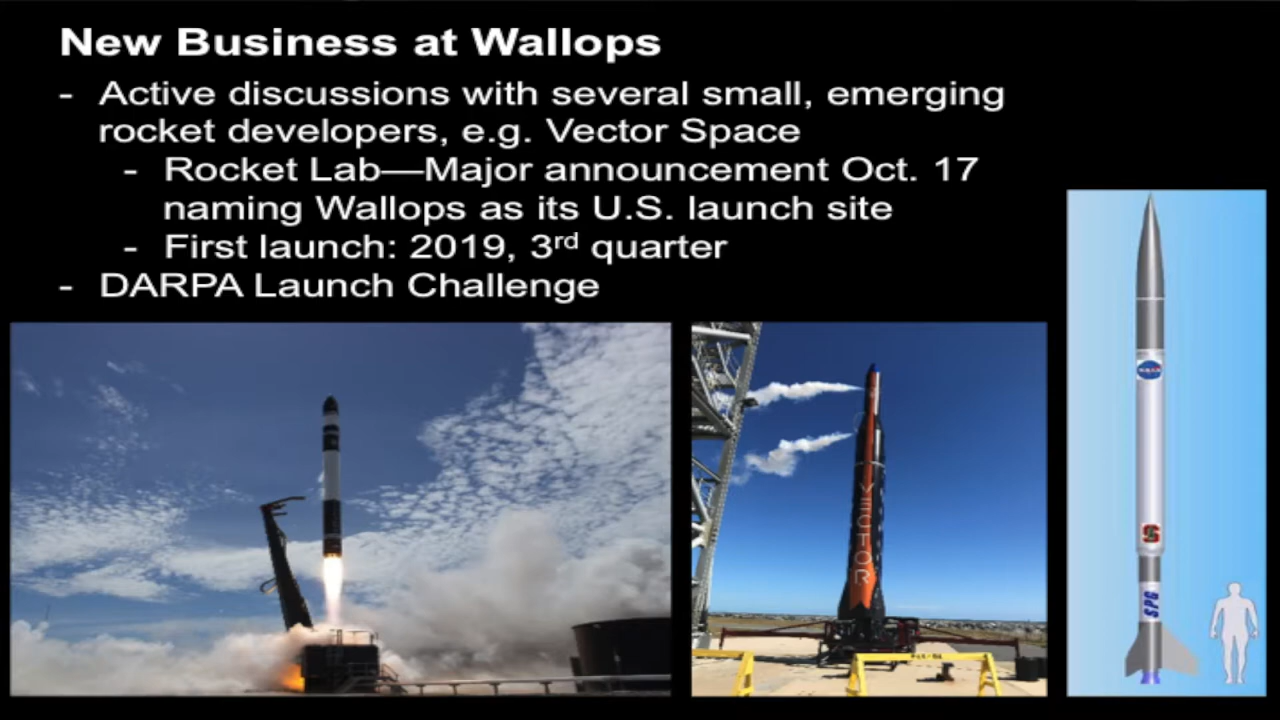 New Business at Wallops
- Active discussions with several small, emerging
rocket developers, e.g. Vector Space
- Rocket Lab—Major announcement Oct. 17
naming Wallops as its U.S. launch site
- First launch: 2019, 3rd quarter
- DARPA Launch Challenge
VECTOR
NASA
S
SPG